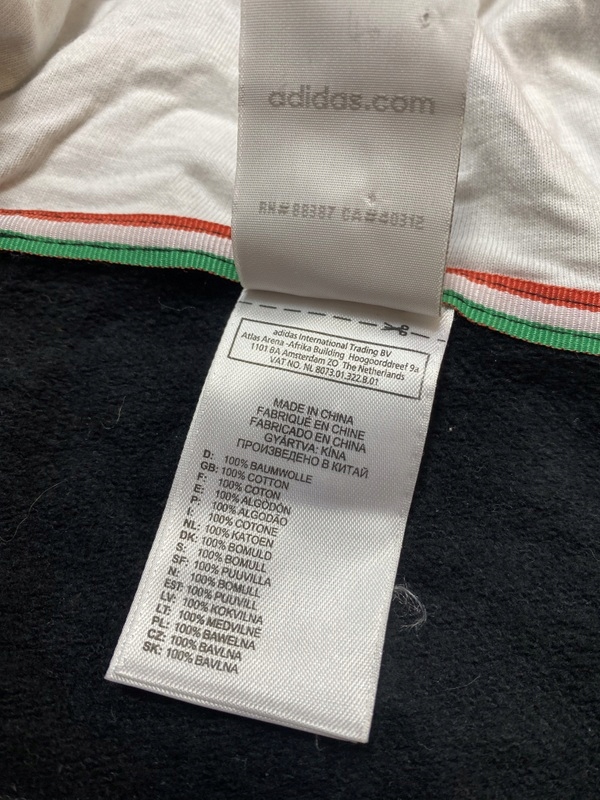 adidas.com
RN#88387 CA#40312
adidas International Trading BV
Atlas Arena -Afrika Building Hoogoorddreef 9a
1101 BA Amsterdam ZO The Netherlands
VAT NO. NL 8073.01.322.B.01
MADE IN CHINA
FABRIQUÉ EN CHINE
FABRICADO EN CHINA
GYÁRTVA: KÍNA
ПРОИЗВЕДЕНО В КИТАЙ
D: 100% BAUMWOLLE
GB: 100% COTTON
F: 100% COTON
E: 100% ALGODÓN
P: 100% ALGODÃO
I: 100% COTONE
NL: 100% KATOEN
DK: 100% BOMULD
S: 100% BOMULL
SF: 100% PUUVILLA
N: 100% BOMULL
EST: 100% PUUVILL
LV: 100% KOKVILNA
LT: 100% MEDVILNĖ
PL: 100% BAWEŁNA
CZ: 100% BAVLNA
SK: 100% BAVLNA